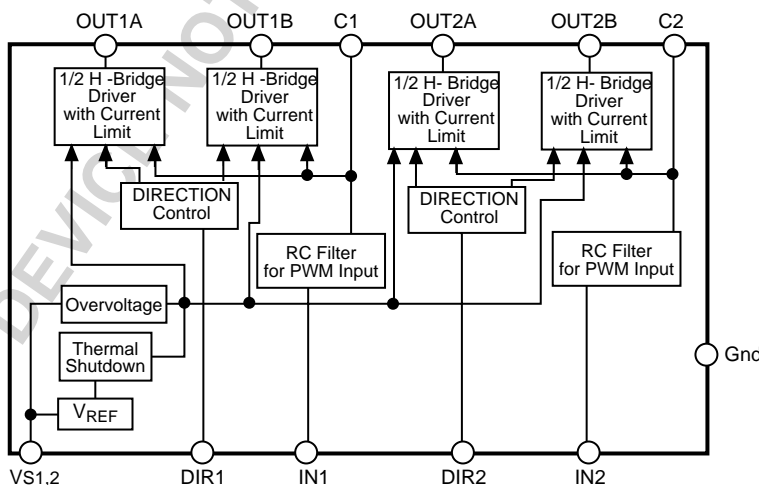 OUT1A OUT1B C1 OUT2A OUT2B C2
1/2 H -Bridge
Driver
with Current
Limit
1/2 H -Bridge
Driver
with Current
Limit
1/2 H- Bridge
Driver
with Current
Limit
1/2 H- Bridge
Driver
with Current
Limit
DIRECTION
Control
DIRECTION
Control
RC Filter
for PWM Input
RC Filter
for PWM Input
Overvoltage
Thermal
Shutdown
VREF
Gnd
VS1,2 DIR1 IN1 DIR2 IN2
DEVICE NOT